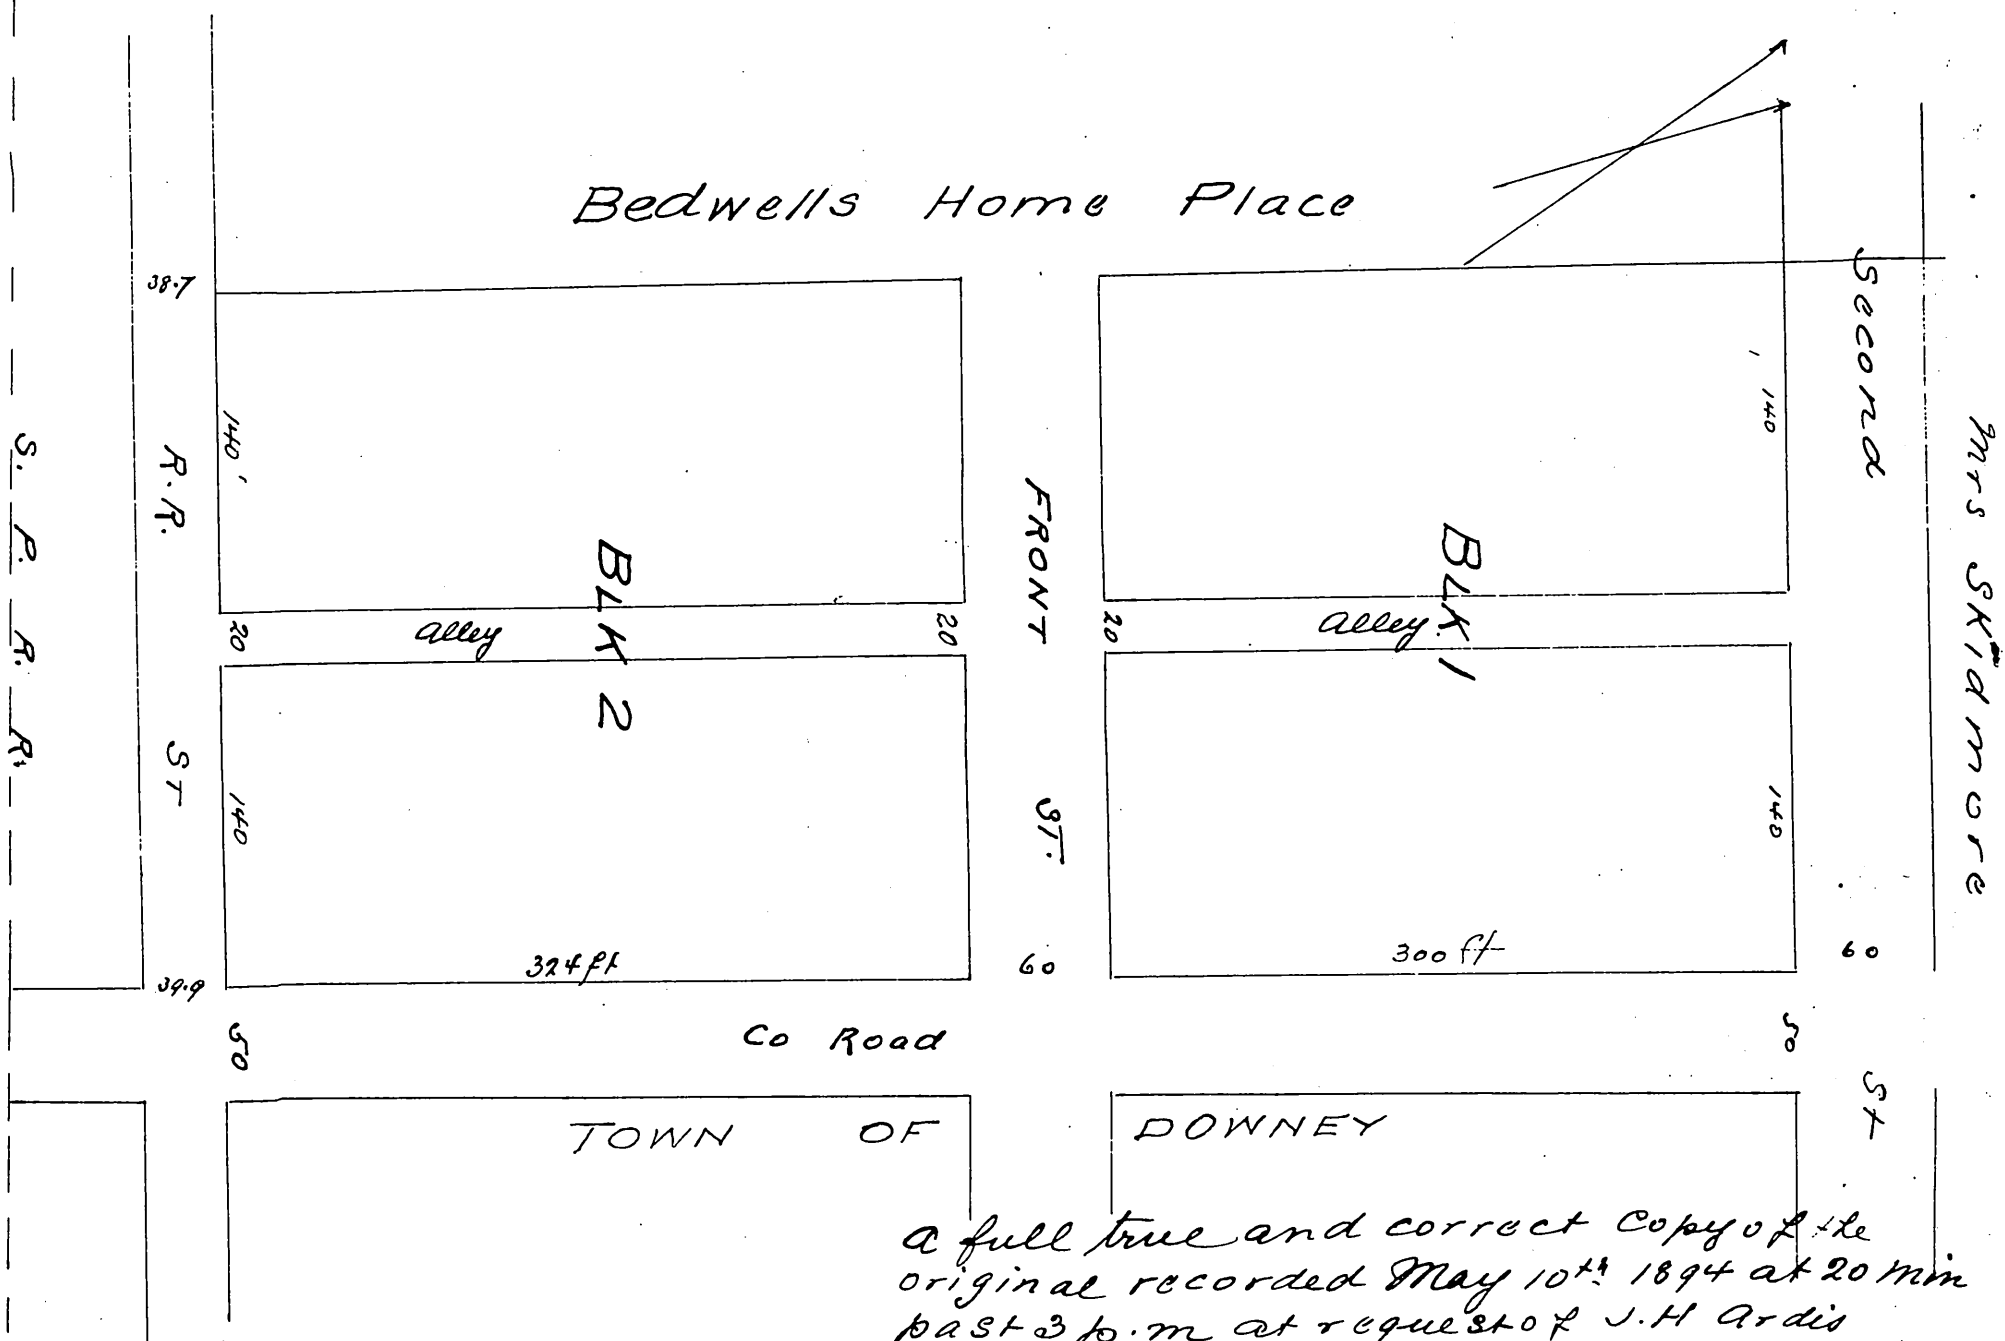 Bedwells Home Place
38.7
140'
140
R.R. ST
S. P. R. R.
Second St
Mrs Skidmore
BLK 2
BLK 1
FRONT ST.
20
Alley
20
20
Alley
140
140
324 ft
60
300 ft
60
39.9
50
Co Road
50
TOWN OF DOWNEY
A full true and correct Copy of the
original recorded May 10th 1894 at 20 min
past 3 p.m at request of J.H Ardis